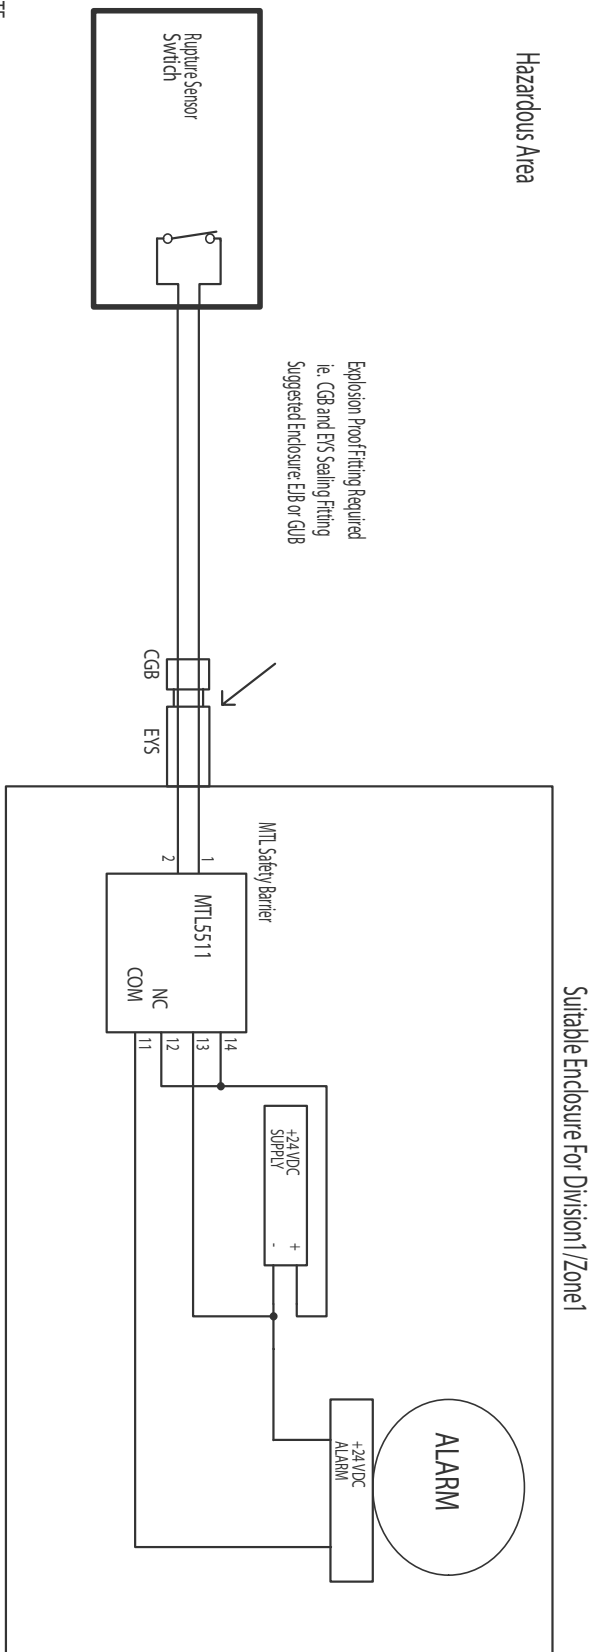 Hazardous Area
Rupture Sensor
Swtich
Explosion Proof Fitting Required
ie. CGB and EYS Sealing Fitting
Suggested Enclosure: EJB or GUB
CGB
EYS
Suitable Enclosure For Division1/Zone1
MTL Safety Barrier
1
2
MTL5511
NC
COM
14
13
12
11
+24 VDC
SUPPLY
+
-
ALARM
+24 VDC
ALARM